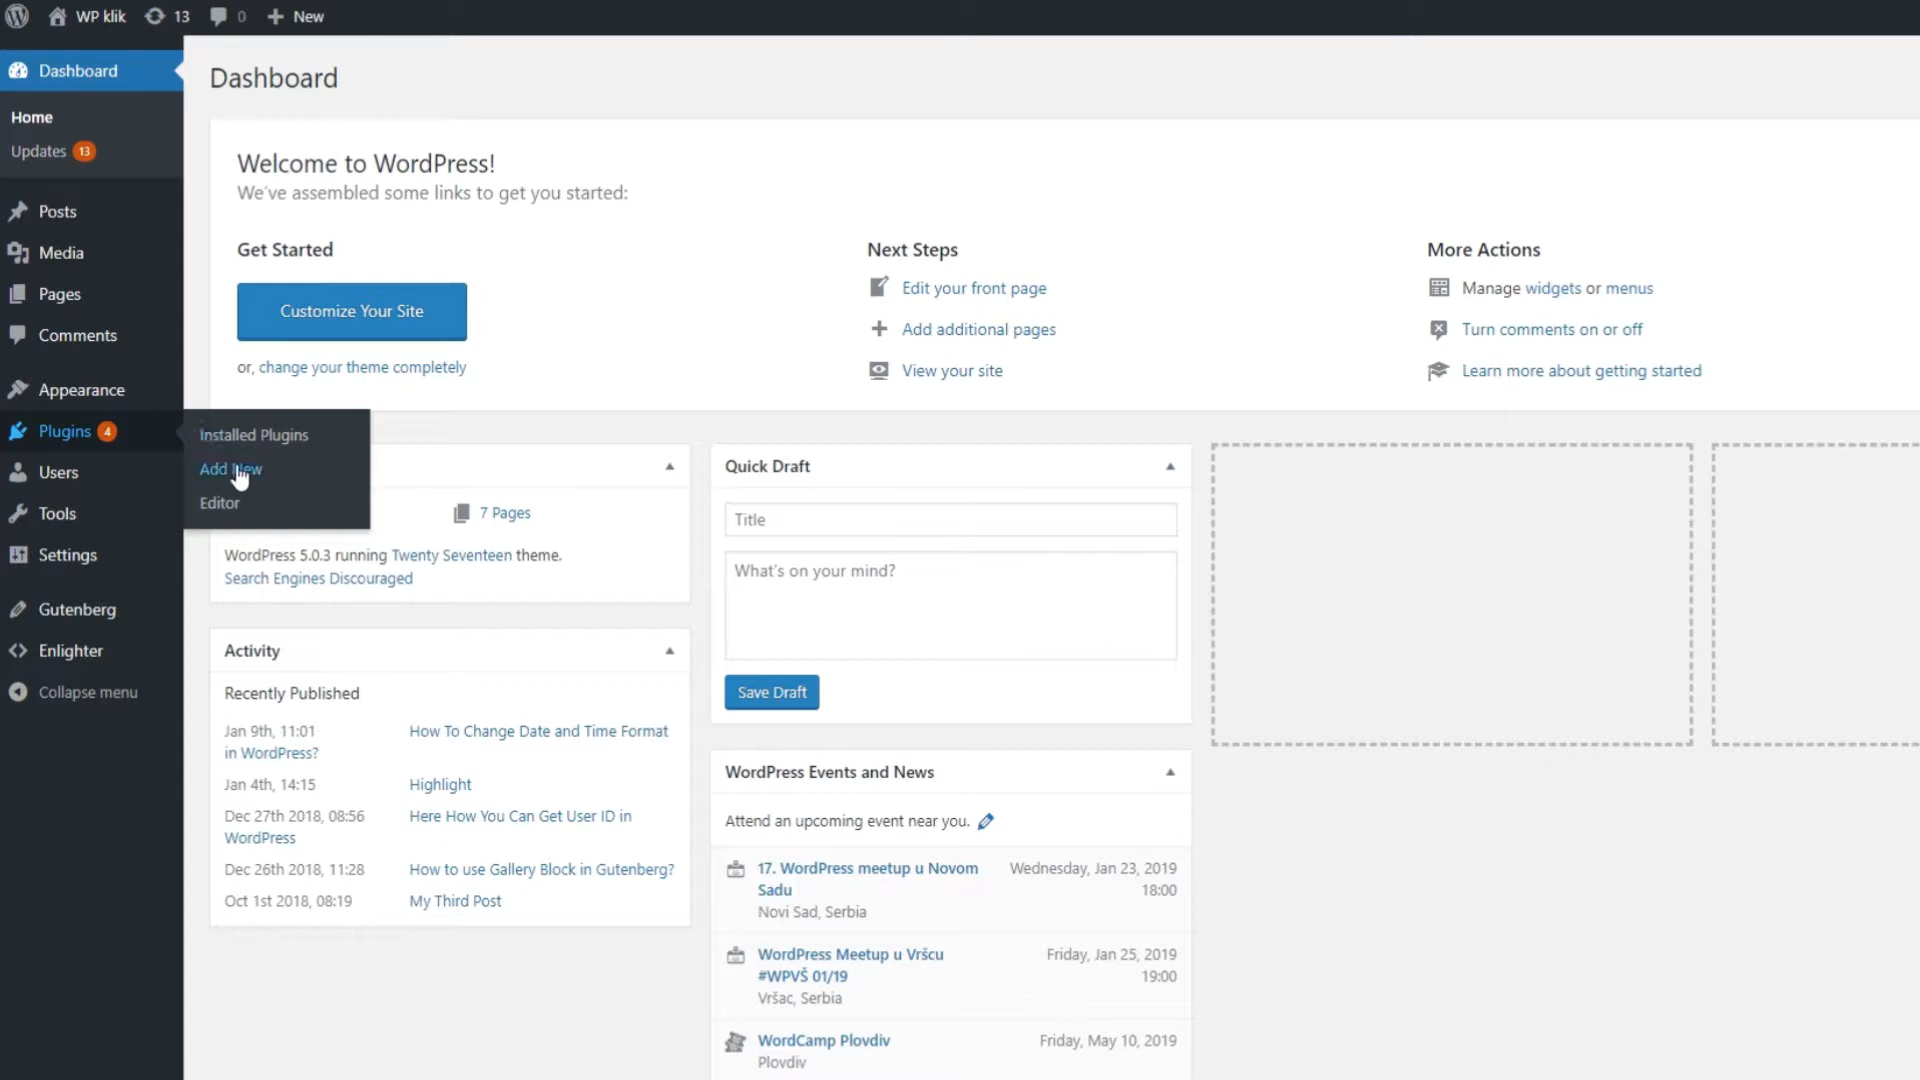 WP klik 13 0 New
Dashboard
Home
Updates 13
Posts
Media
Pages
Comments
Appearance
Plugins 4
Installed Plugins
Add New
Editor
Users
Tools
Settings
Gutenberg
Enlighter
Collapse menu
Dashboard
Welcome to WordPress!
We've assembled some links to get you started:
Get Started
Customize Your Site
or, change your theme completely
Next Steps
Edit your front page
Add additional pages
View your site
More Actions
Manage widgets or menus
Turn comments on or off
Learn more about getting started
7 Pages
WordPress 5.0.3 running Twenty Seventeen theme.
Search Engines Discouraged
Activity
Recently Published
Jan 9th, 11:01 How To Change Date and Time Format
in WordPress?
Jan 4th, 14:15 Highlight
Dec 27th 2018, 08:56 Here How You Can Get User ID in
WordPress
Dec 26th 2018, 11:28 How to use Gallery Block in Gutenberg?
Oct 1st 2018, 08:19 My Third Post
Quick Draft
Title
What's on your mind?
Save Draft
WordPress Events and News
Attend an upcoming event near you.
17. WordPress meetup u Novom Wednesday, Jan 23, 2019
Sadu 18:00
Novi Sad, Serbia
WordPress Meetup u Vršcu Friday, Jan 25, 2019
#WPVŠ 01/19 19:00
Vršac, Serbia
WordCamp Plovdiv Friday, May 10, 2019
Plovdiv